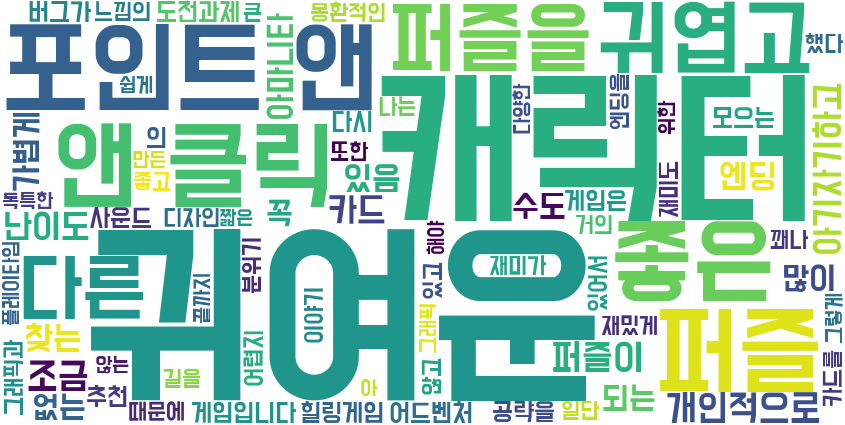 버그가 느낌의 도전과제 큰 몽환적인
포인트 앤 쉽게 아마니타 퍼즐을 귀엽고 했다
가볍게 앤 클릭 의 만든 좋고 다시 또한 나는 있음 캐릭터 다양한 엔딩을 위한 모으는 엔딩 재미도 아기자기하고
독특한 난이도 사운드 디자인 짧은 꼭 카드 수도 게임은 거의 꽤나
플레이타임 다른 귀여운 분위기 끝까지 이야기 해야 있고 재미가 있어서 좋은 많이
찾는 어렵지 그래픽 재밌게 퍼즐 그렇게
그래픽과 조금 않는 길을 아 않고 퍼즐이 카드를
없는 추천 때문에 게임입니다 힐링게임 어드벤처 공략을 일단 되는 개인적으로